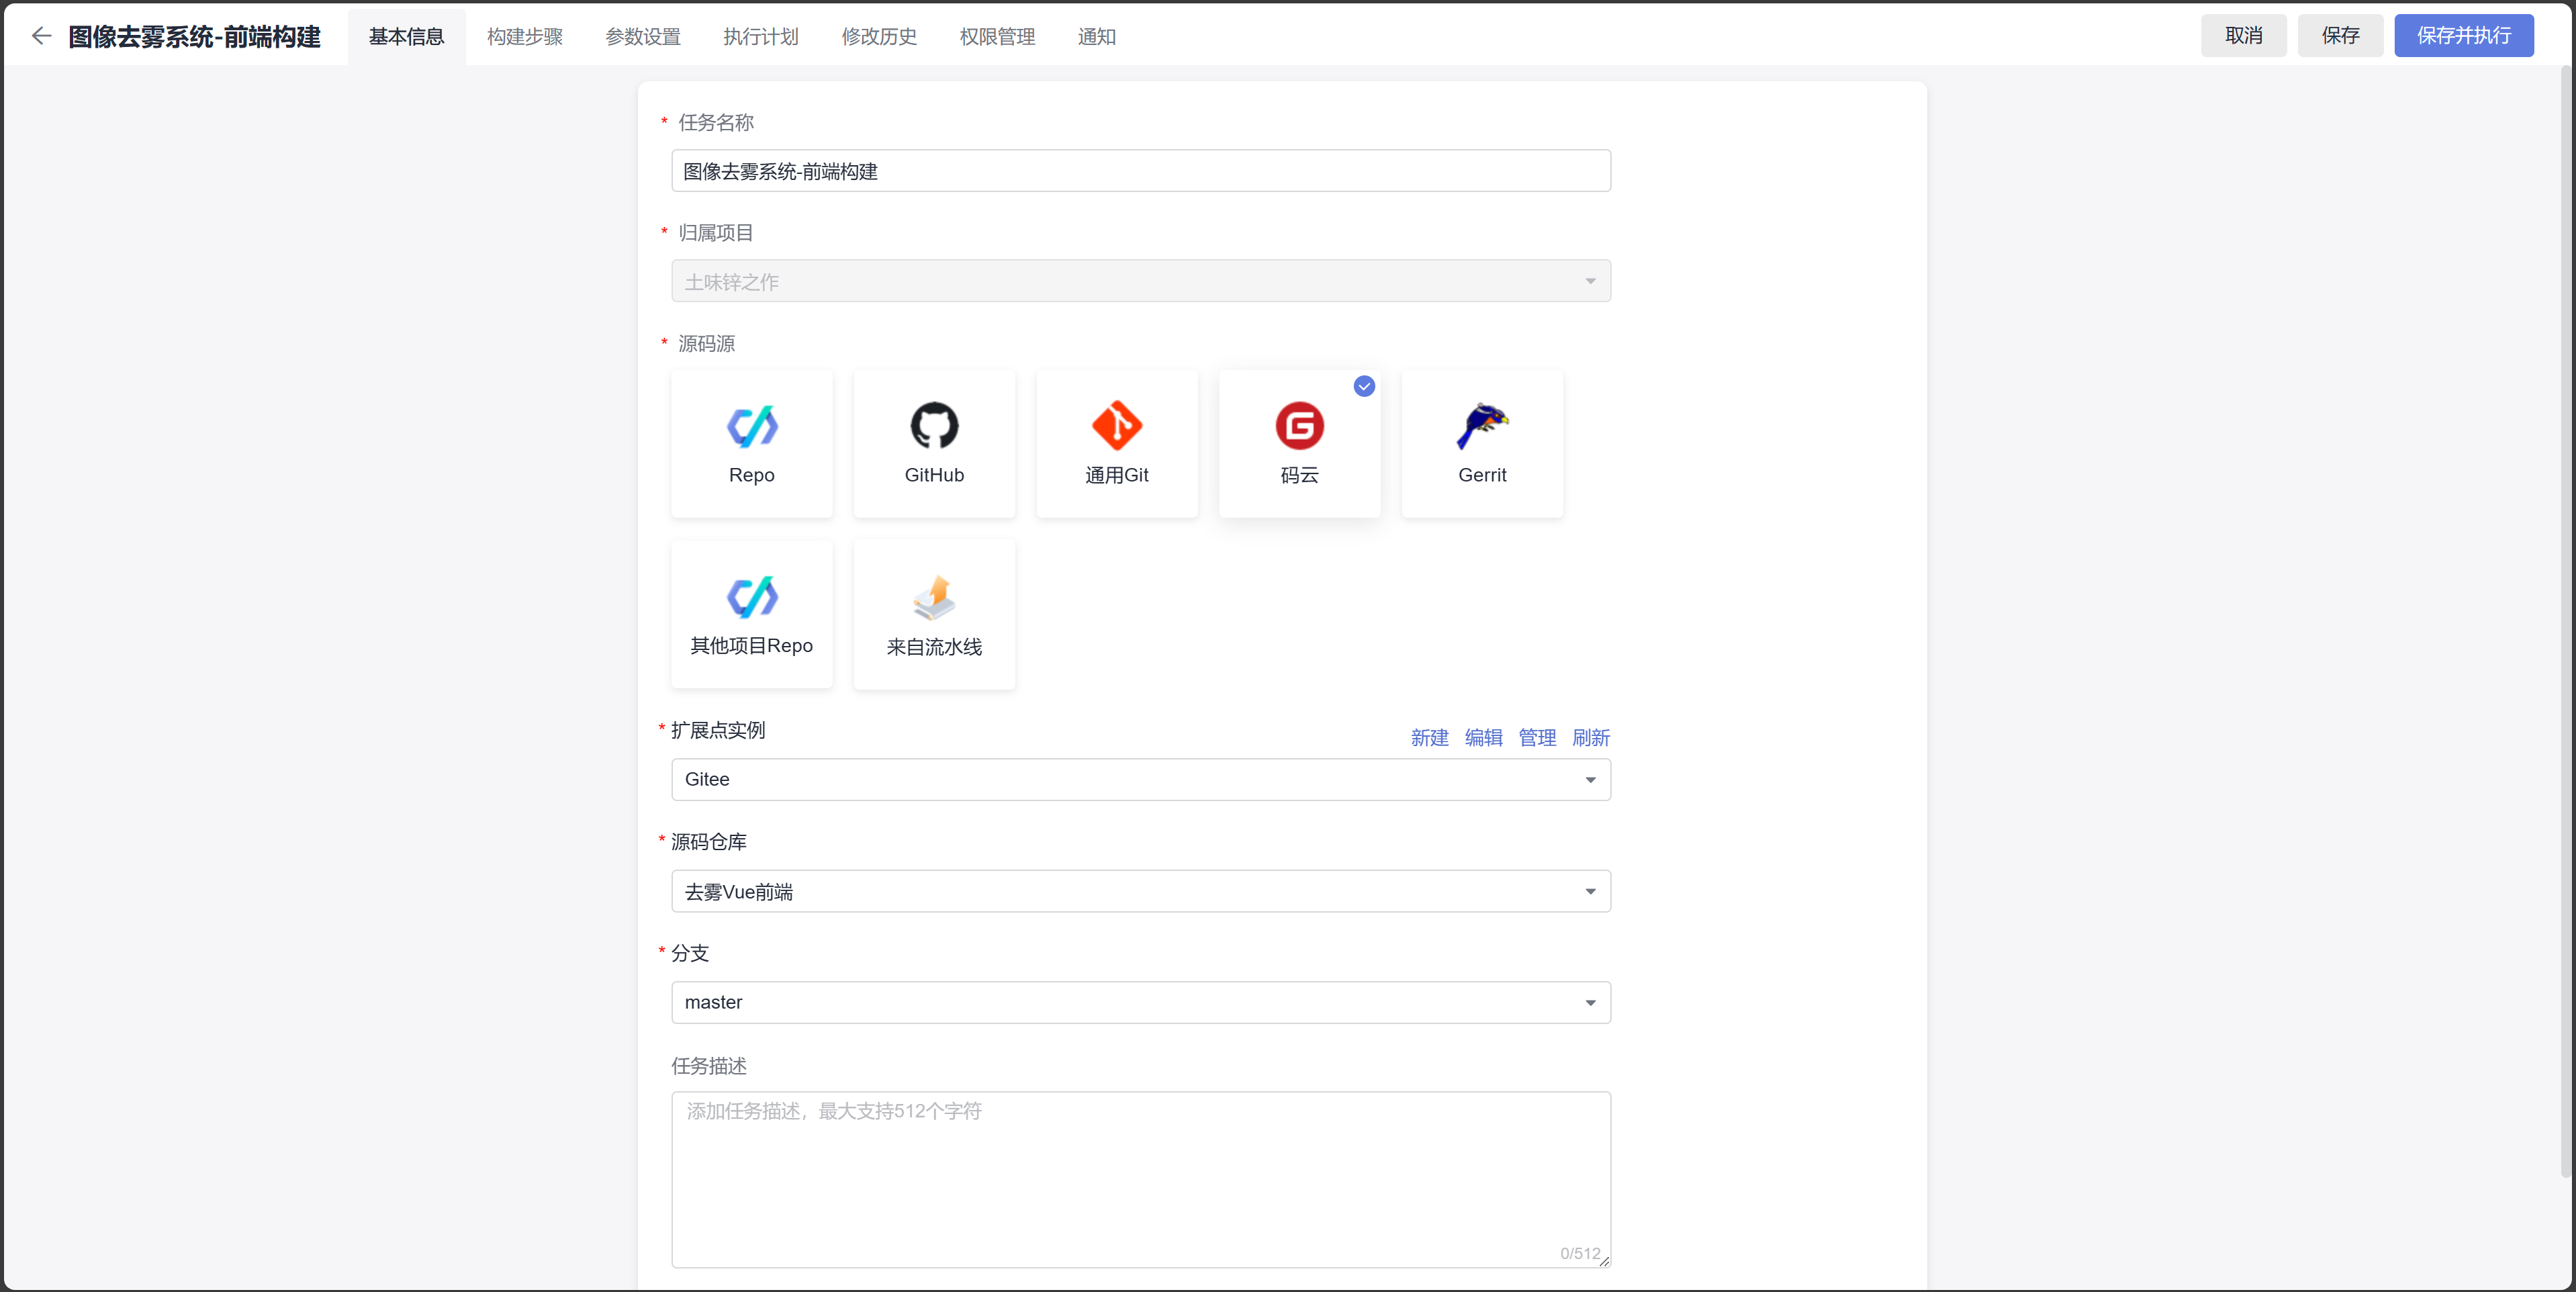 图像去雾系统-前端构建 基本信息 构建步骤 参数设置 执行计划 修改历史 权限管理 通知 取消 保存 保存并执行
* 任务名称
图像去雾系统-前端构建
* 归属项目
土味锌之作
* 源码源
Repo GitHub 通用Git 码云 Gerrit
其他项目Repo 来自流水线
* 扩展点实例 新建 编辑 管理 刷新
Gitee
* 源码仓库
去雾Vue前端
* 分支
master
任务描述
添加任务描述，最大支持512个字符
0/512